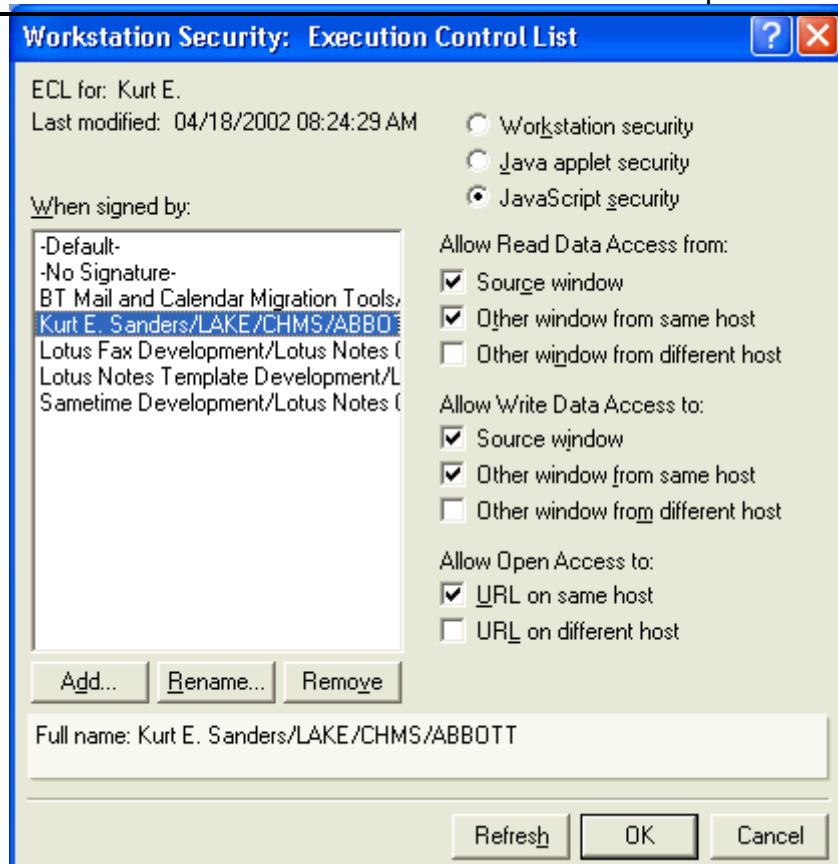 Workstation Security: Execution Control List
ECL for: Kurt E.
Last modified: 04/18/2002 08:24:29 AM
Workstation security
Java applet security
JavaScript security
When signed by:
-Default-
-No Signature-
BT Mail and Calendar Migration Tools/
Kurt E. Sanders/LAKE/CHMS/ABBO
Lotus Fax Development/Lotus Notes (
Lotus Notes Template Development/L
Sametime Development/Lotus Notes (
Allow Read Data Access from:
Source window
Other window from same host
Other window from different host
Allow Write Data Access to:
Source window
Other window from same host
Other window from different host
Allow Open Access to:
URL on same host
URL on different host
Add... Rename... Remove
Full name: Kurt E. Sanders/LAKE/CHMS/ABBOTT
Refresh OK Cancel